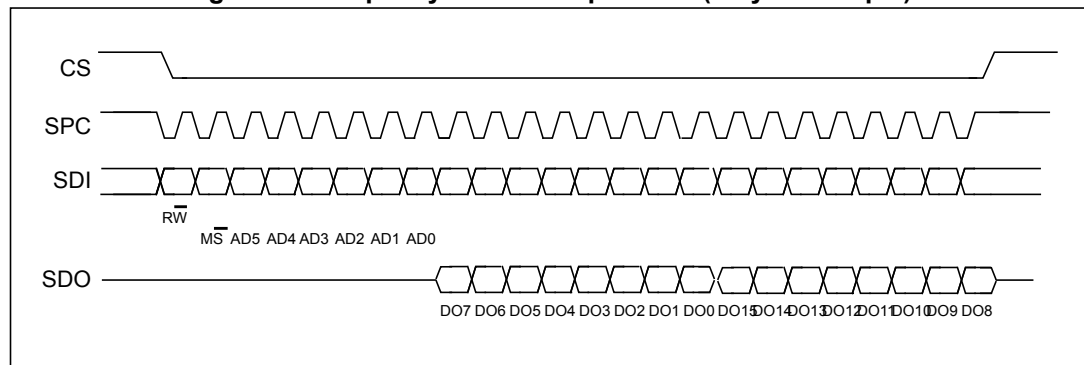 CS
SPC
SDI
RW
MS AD5 AD4 AD3 AD2 AD1 AD0
SDO
DO7 DO6 DO5 DO4 DO3 DO2 DO1 DO0 DO15 DO14 DO13 DO12 DO11 DO10 DO9 DO8